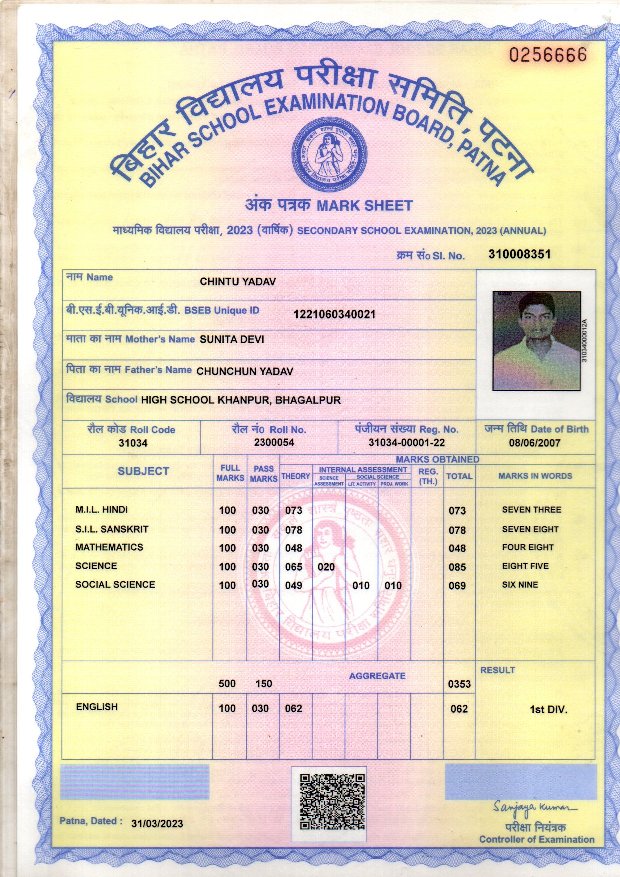 0256666
बिहार विद्यालय परीक्षा समिति, पटना
BIHAR SCHOOL EXAMINATION BOARD, PATNA
अंक पत्रक MARK SHEET
माध्यमिक विद्यालय परीक्षा, 2023 (वार्षिक) SECONDARY SCHOOL EXAMINATION, 2023 (ANNUAL)
क्रम सं० Sl. No. 310008351
नाम Name CHINTU YADAV
बी.एस.ई.बी.यूनिक.आई.डी. BSEB Unique ID 1221060340021
माता का नाम Mother's Name SUNITA DEVI
पिता का नाम Father's Name CHUNCHUN YADAV
विद्यालय School HIGH SCHOOL KHANPUR, BHAGALPUR
रौल कोड Roll Code रौल नं० Roll No. पंजीयन संख्या Reg. No. जन्म तिथि Date of Birth
31034 2300054 31034-00001-22 08/06/2007
MARKS OBTAINED
SUBJECT FULL MARKS PASS MARKS THEORY INTERNAL ASSESSMENT REG. (TH.) TOTAL MARKS IN WORDS
SCIENCE ASSESSMENT SOCIAL SCIENCE
LIT ACTIVITY PROJ. WORK
M.I.L. HINDI 100 030 073 073 SEVEN THREE
S.I.L. SANSKRIT 100 030 078 078 SEVEN EIGHT
MATHEMATICS 100 030 048 048 FOUR EIGHT
SCIENCE 100 030 065 020 085 EIGHT FIVE
SOCIAL SCIENCE 100 030 049 010 010 069 SIX NINE
500 150 AGGREGATE 0353 RESULT
ENGLISH 100 030 062 062 1st DIV.
Sanjaya Kumar
Patna, Dated : 31/03/2023
परीक्षा नियंत्रक
Controller of Examination